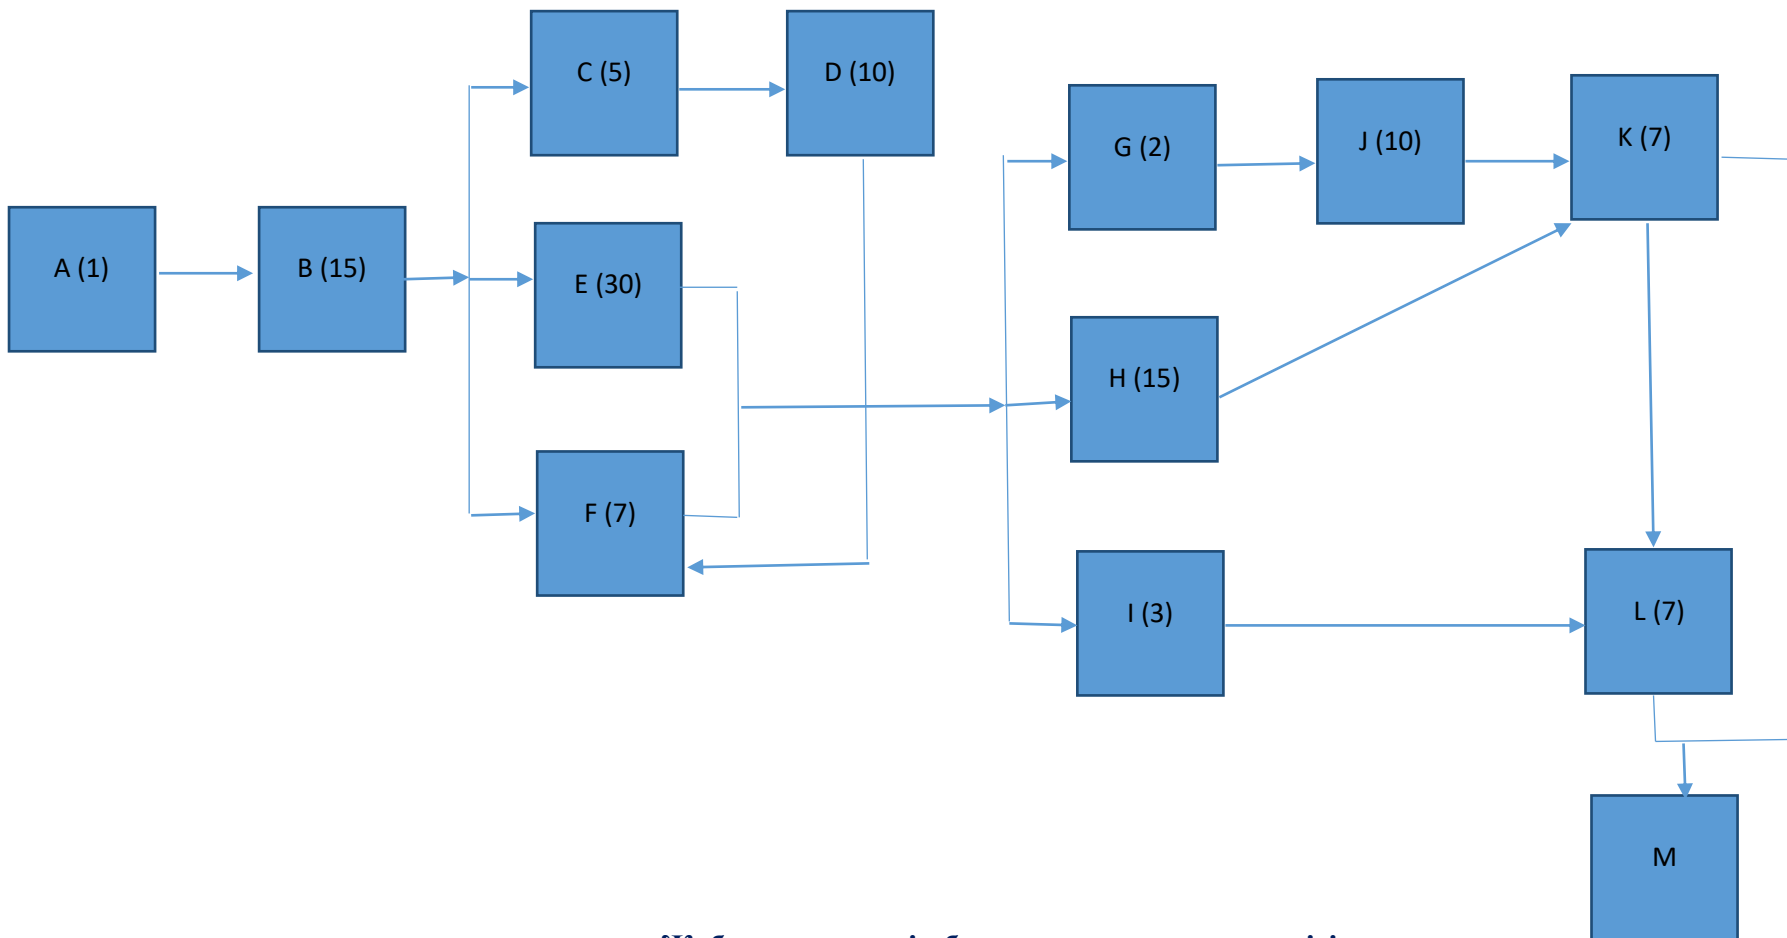 A (1)
B (15)
C (5)
D (10)
E (30)
F (7)
G (2)
J (10)
K (7)
H (15)
I (3)
L (7)
M